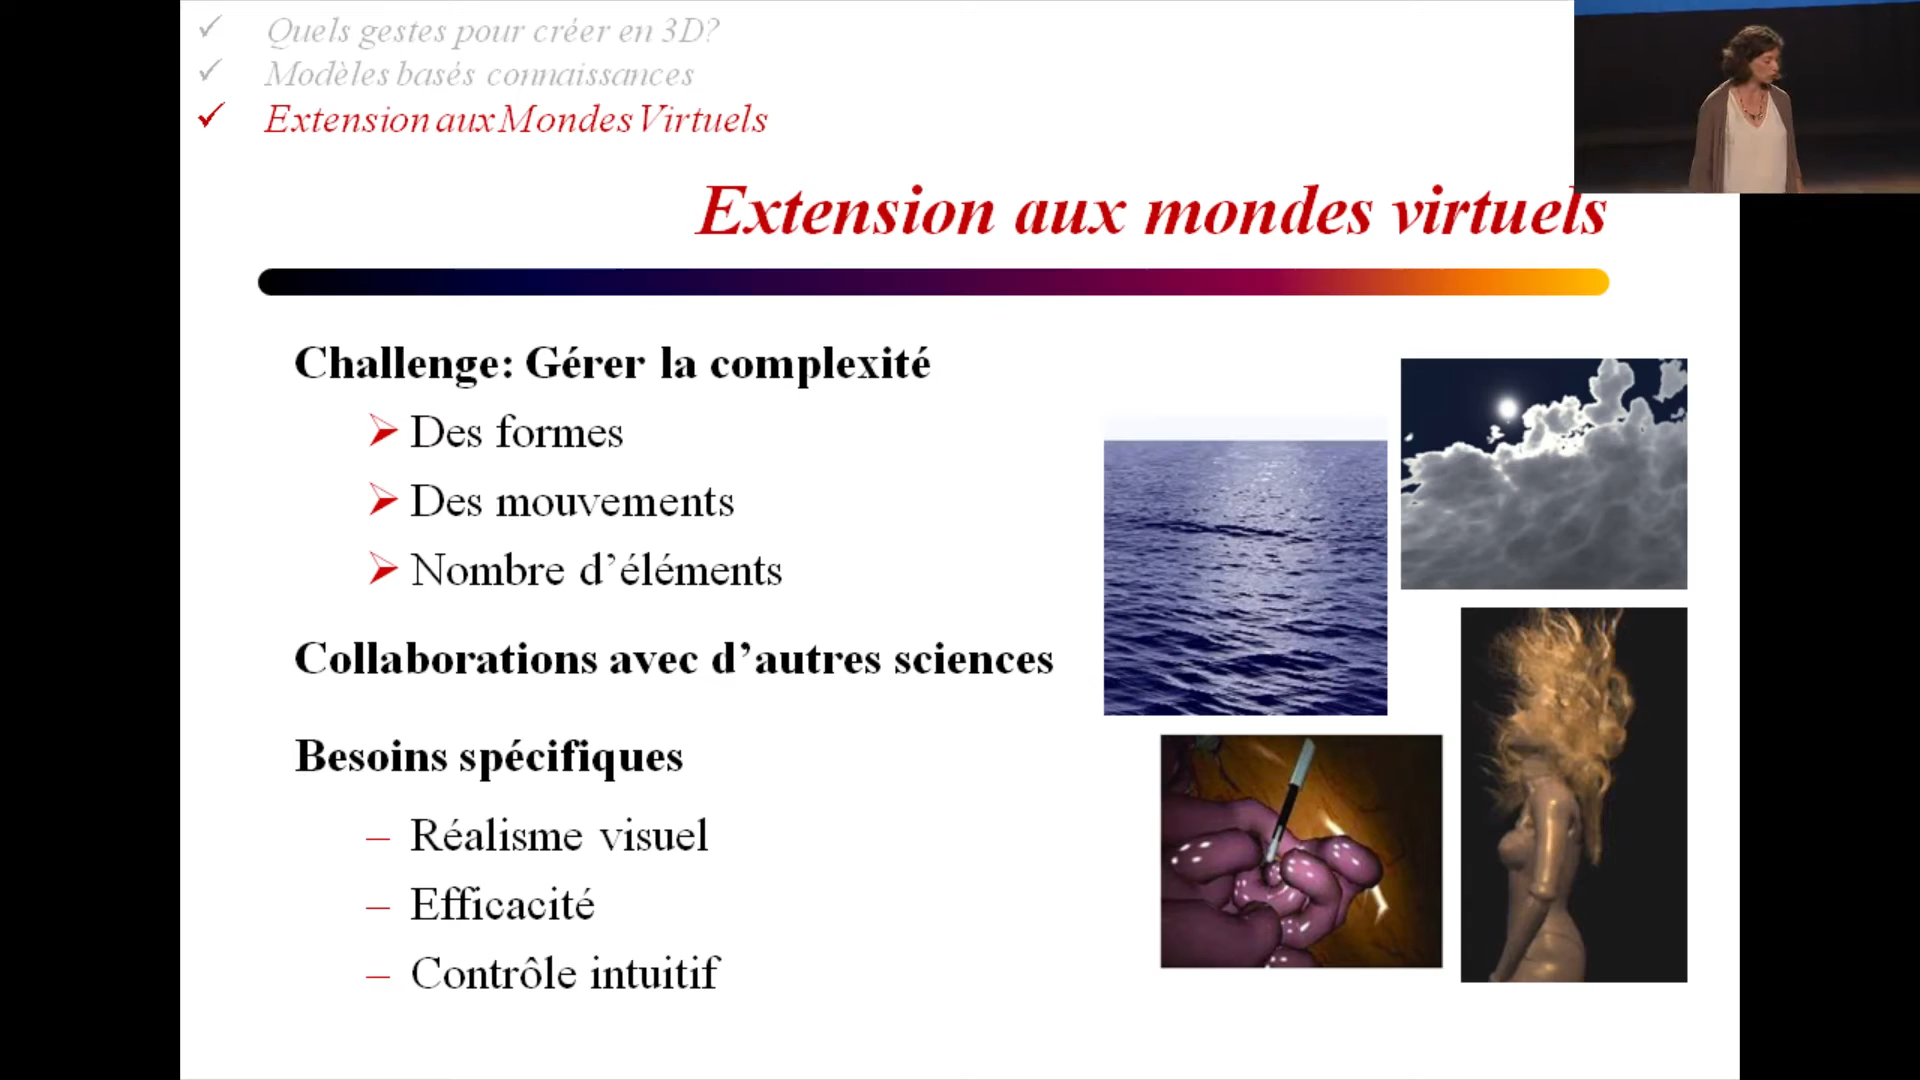 Quels gestes pour créer en 3D?
Modèles basés connaissances
Extension aux Mondes Virtuels
Extension aux mondes virtuels
Challenge: Gérer la complexité
Des formes
Des mouvements
Nombre d’éléments
Collaborations avec d’autres sciences
Besoins spécifiques
– Réalisme visuel
– Efficacité
– Contrôle intuitif